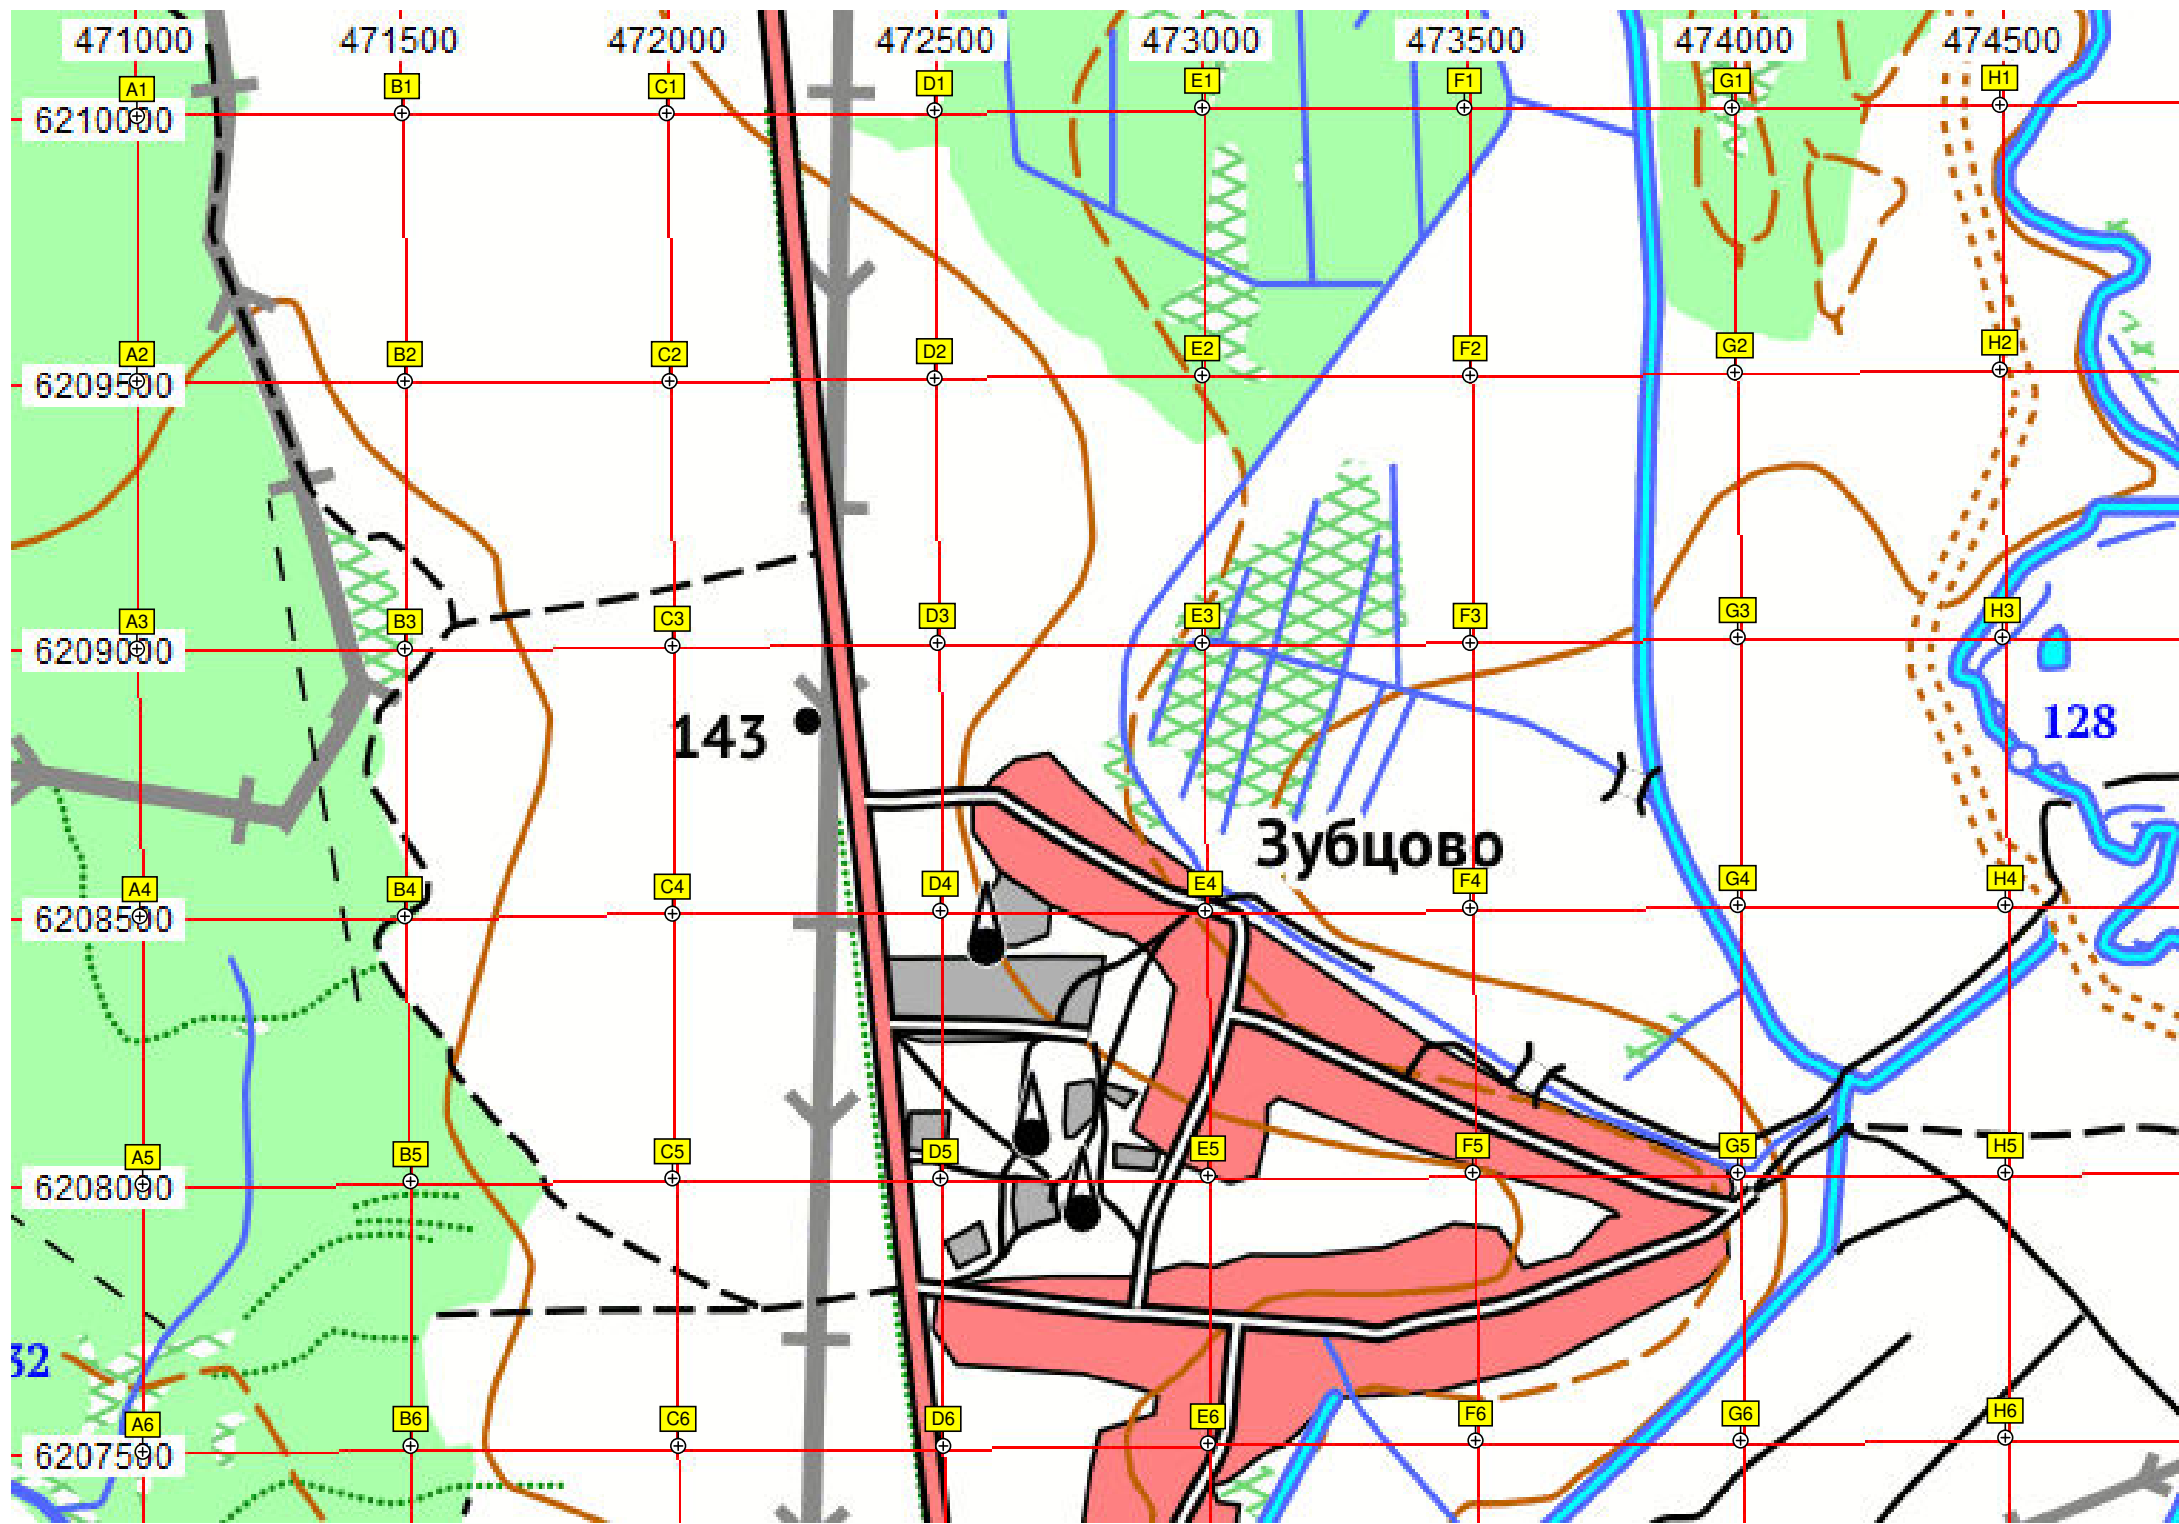 471000 471500 472000 472500 473000 473500 474000 474500
A1 B1 C1 D1 E1 F1 G1 H1
6210000
A2 B2 C2 D2 E2 F2 G2 H2
6209500
A3 B3 C3 D3 E3 F3 G3 H3
6209000
143
128
Зубцово
A4 B4 C4 D4 E4 F4 G4 H4
6208500
A5 B5 C5 D5 E5 F5 G5 H5
6208000
32
A6 B6 C6 D6 E6 F6 G6 H6
6207500